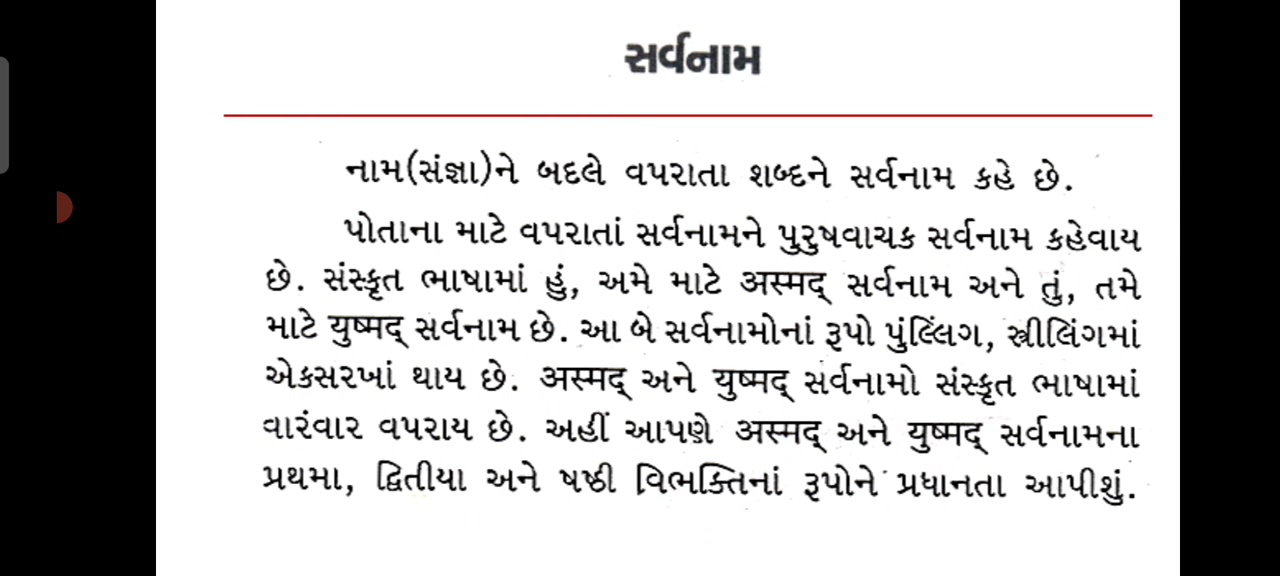 સર્વનામ
નામ(સંજ્ઞા)ને બદલે વપરાતા શબ્દને સર્વનામ કહે છે.
પોતાના માટે વપરાતાં સર્વનામને પુરુષવાચક સર્વનામ કહેવાય
છે. સંસ્કૃત ભાષામાં હું, અમે માટે अस्मद् સર્વનામ અને તું, તમે
માટે युष्मद् સર્વનામ છે. આ બે સર્વનામોનાં રૂપો પુંલ્લિંગ, સ્ત્રીલિંગમાં
એકસરખાં થાય છે. अस्मद् અને युष्मद् સર્વનામો સંસ્કૃત ભાષામાં
વારંવાર વપરાય છે. અહીં આપણે अस्मद् અને युष्मद् સર્વનામના
પ્રથમા, દ્વિતીયા અને ષષ્ઠી વિભક્તિનાં રૂપોને પ્રધાનતા આપીશું.